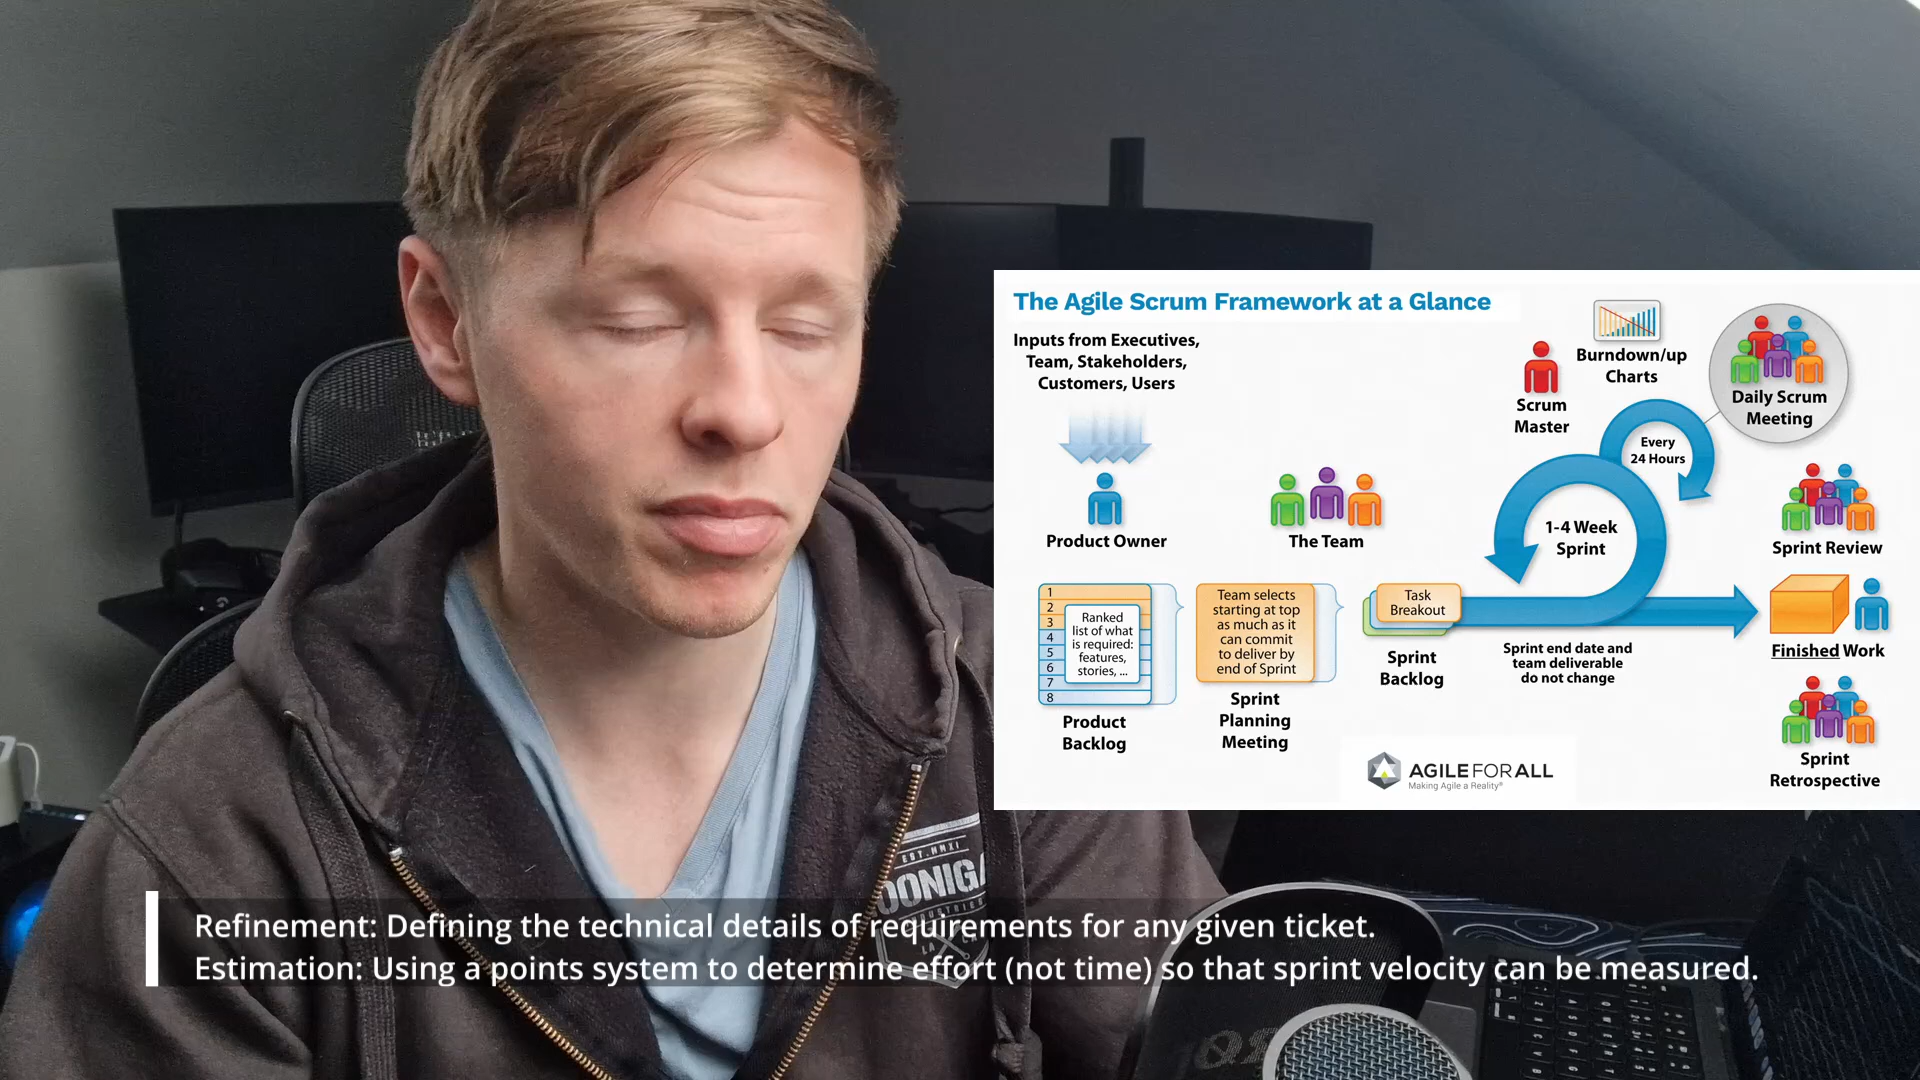 The Agile Scrum Framework at a Glance
Inputs from Executives,
Team, Stakeholders,
Customers, Users
Product Owner
The Team
Scrum
Master
Burndown/up
Charts
Daily Scrum
Meeting
Every
24 Hours
1-4 Week
Sprint
Sprint Review
1
2
3
4
5
6
7
8
Ranked
list of what
is required:
features,
stories, ...
Product
Backlog
Team selects
starting at top
as much as it
can commit
to deliver by
end of Sprint
Sprint
Planning
Meeting
Task
Breakout
Sprint
Backlog
Sprint end date and
team deliverable
do not change
Finished Work
Sprint
Retrospective
AGILE FOR ALL
Making Agile a Reality®
EST. MMXI
Refinement: Defining the technical details of requirements for any given ticket.
Estimation: Using a points system to determine effort (not time) so that sprint velocity can be measured.